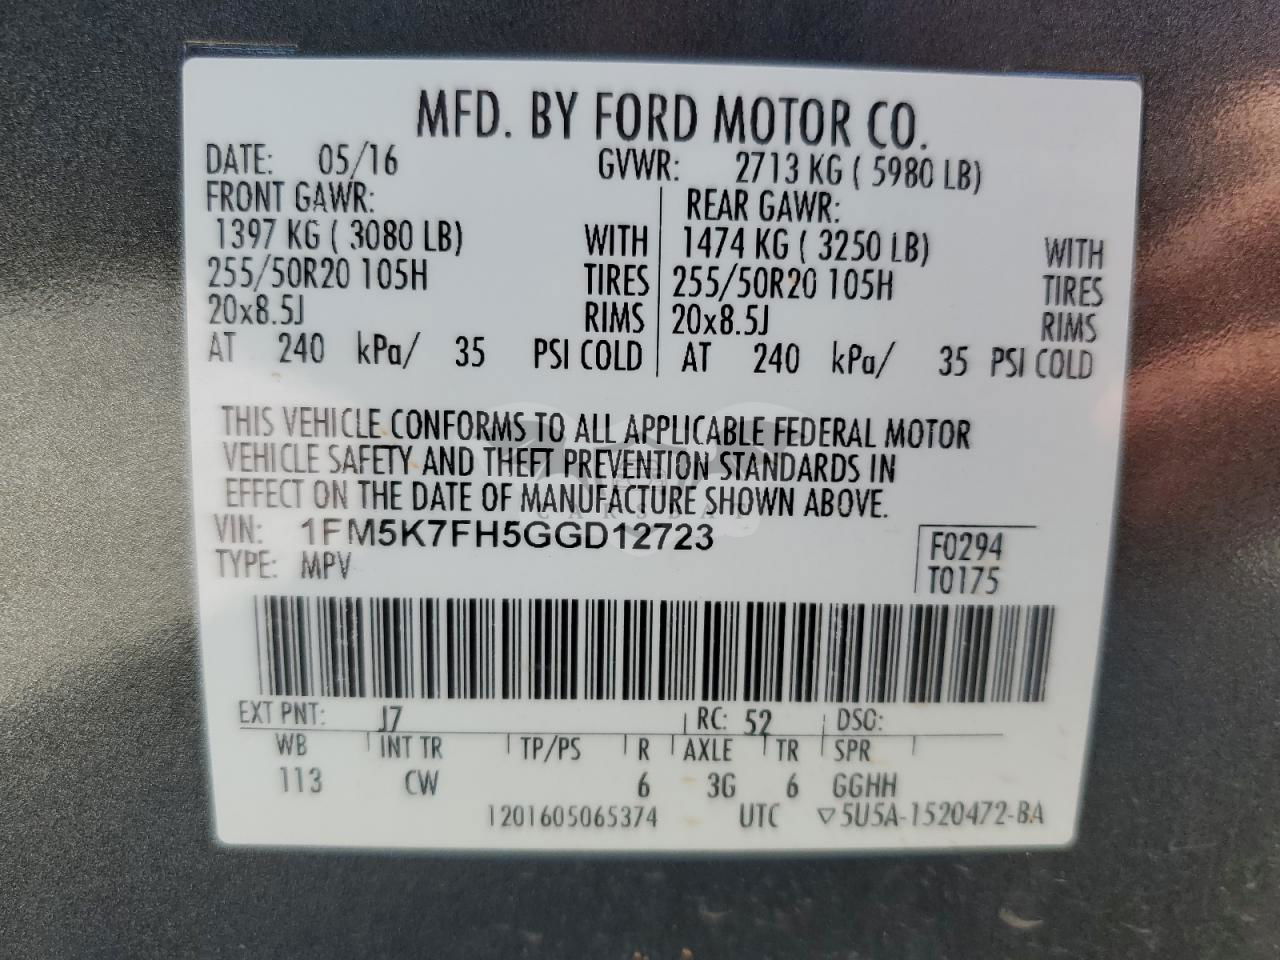 MFD. BY FORD MOTOR CO.
DATE: 05/16 GVWR: 2713 KG ( 5980 LB)
FRONT GAWR: REAR GAWR:
1397 KG ( 3080 LB) WITH 1474 KG ( 3250 LB) WITH
255/50R20 105H TIRES 255/50R20 105H TIRES
20x8.5J RIMS 20x8.5J RIMS
AT 240 kPa/ 35 PSI COLD AT 240 kPa/ 35 PSI COLD
THIS VEHICLE CONFORMS TO ALL APPLICABLE FEDERAL MOTOR
VEHICLE SAFETY AND THEFT PREVENTION STANDARDS IN
EFFECT ON THE DATE OF MANUFACTURE SHOWN ABOVE.
VIN: 1FM5K7FH5GGD12723
TYPE: MPV
F0294
T0175
EXT PNT: J7 RC: 52 DSO:
WB INT TR TP/PS R AXLE TR SPR
113 CW 6 3G 6 GGHH
1201605065374 UTC ▽5U5A-1520472-BA